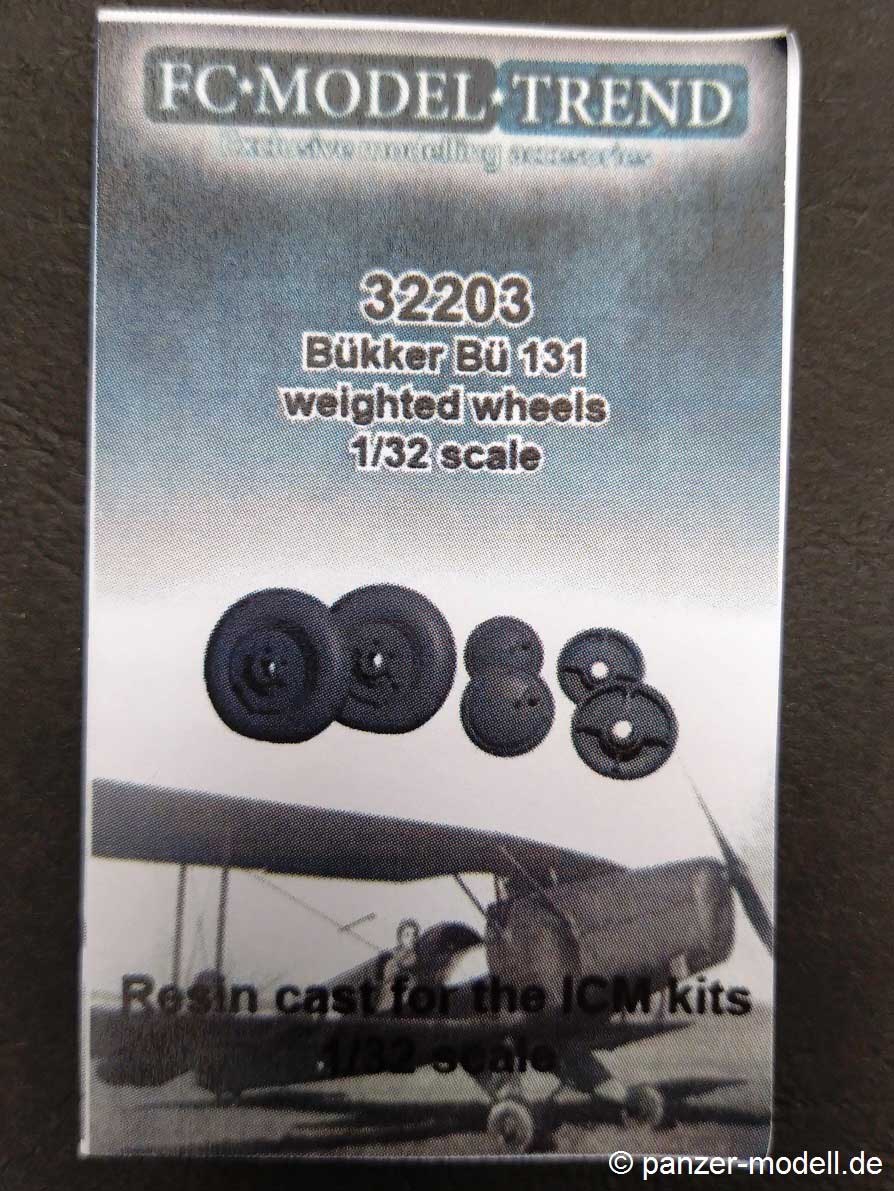 FC·MODEL·TREND
Exclusive modelling accesories
32203
Bükker Bü 131
weighted wheels
1/32 scale
Resin cast for the ICM kits
1/32 scale
© panzer-modell.de